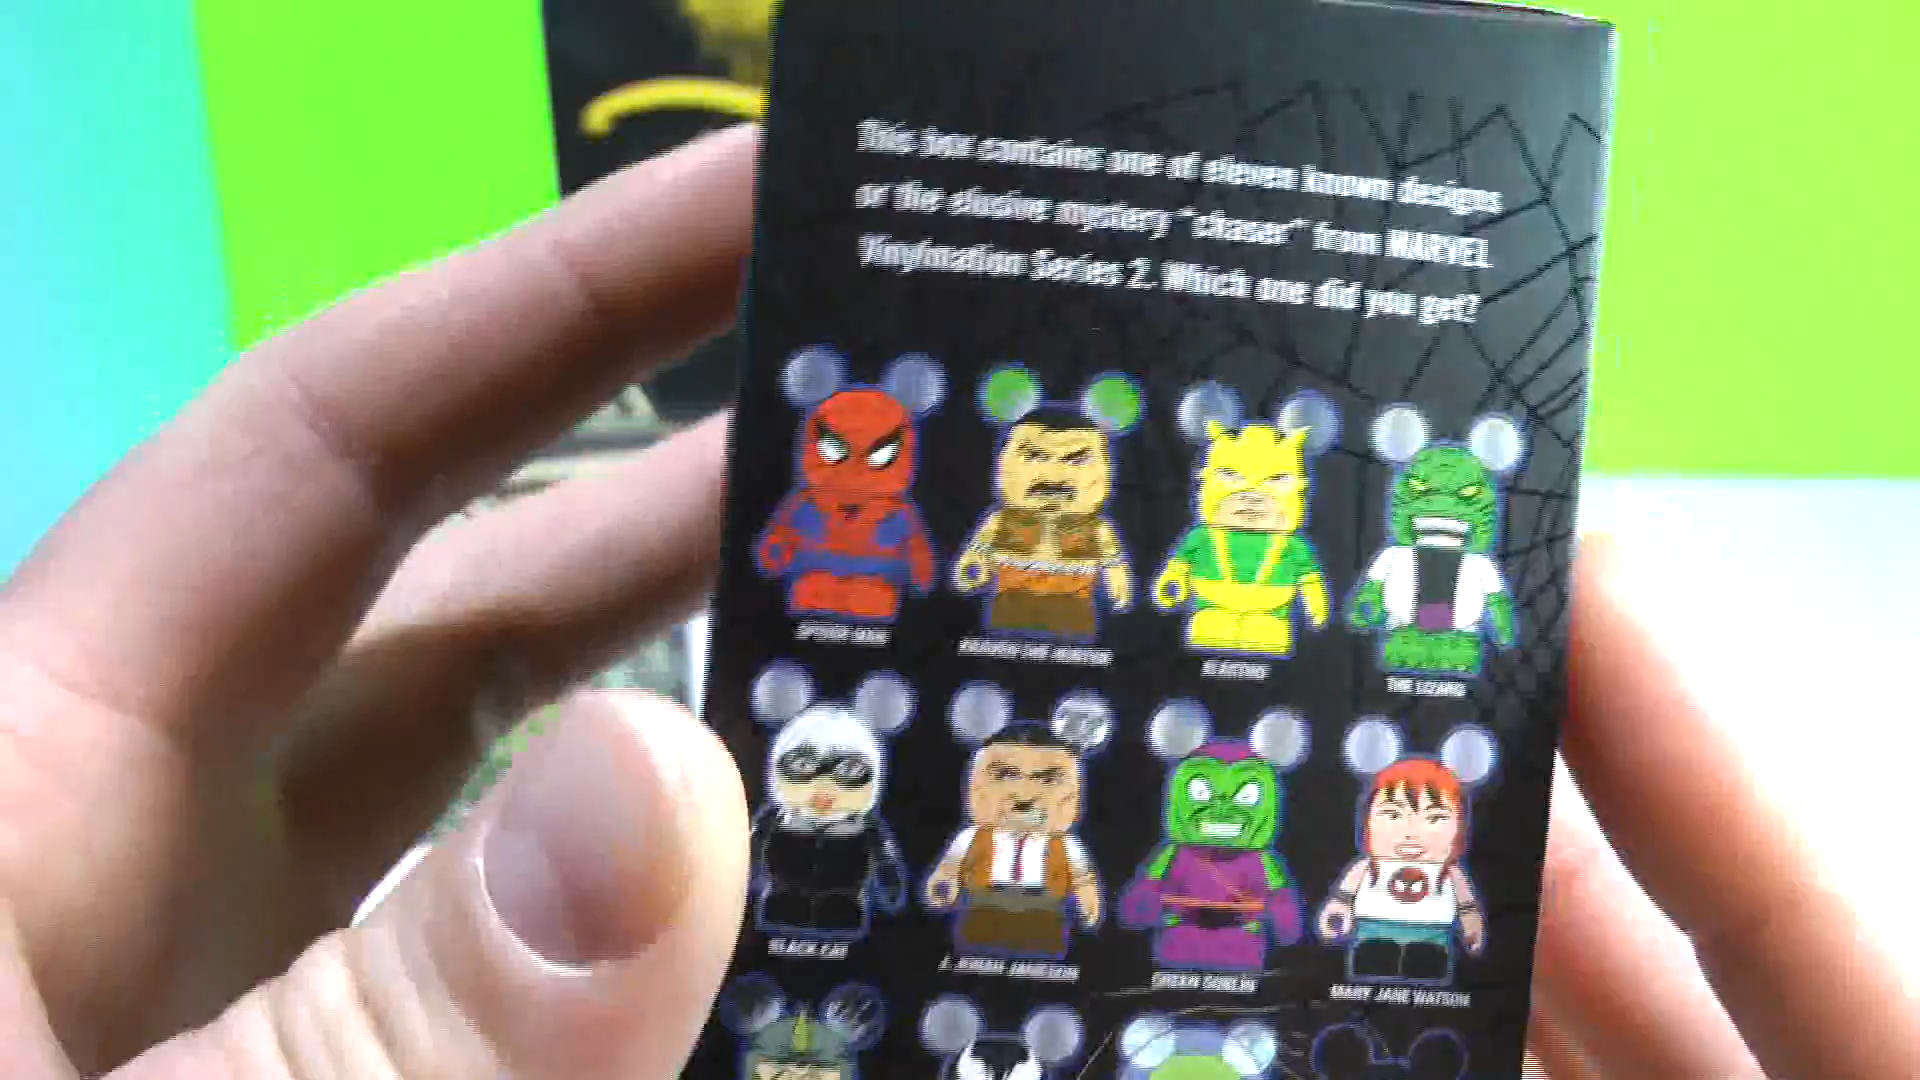 This box contains one of eleven known designs
or the elusive mystery "chaser" from MARVEL
Vinylmation Series 2. Which one did you get?
SPIDER-MAN
KRAVEN THE HUNTER
ELECTRO
THE LIZARD
BLACK CAT
J. JONAH JAMESON
GREEN GOBLIN
MARY JANE WATSON